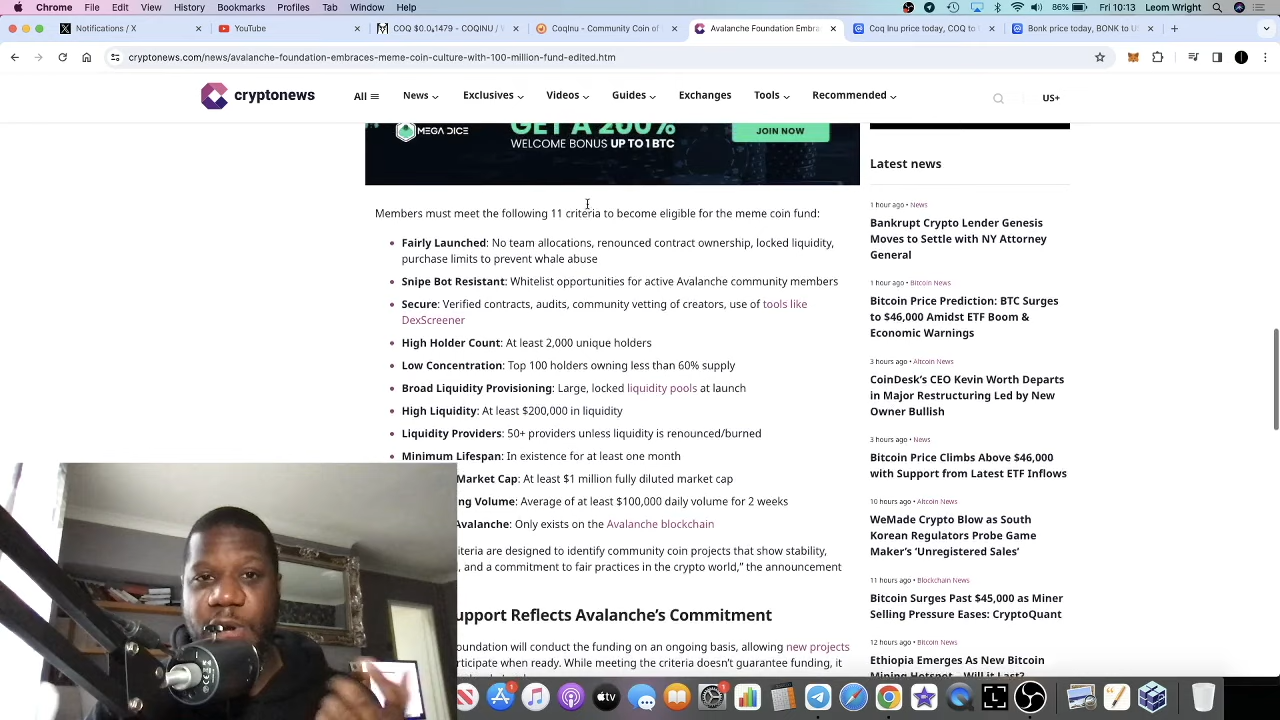 Chrome File Edit View History Bookmarks Profiles Tab Window Help
86% Fri 10:13 Leom Wright
Notifications / X
YouTube
COQ $0.0₅1479 - COQINU / W
CoqInu - Community Coin of
Avalanche Foundation Embra
Coq Inu price today, COQ to
Bonk price today, BONK to U
cryptonews.com/news/avalanche-foundation-embraces-meme-coin-culture-with-100-million-fund-edited.htm
cryptonews
All
News
Exclusives
Videos
Guides
Exchanges
Tools
Recommended
US+
MEGA DICE
GET A 200%
WELCOME BONUS UP TO 1 BTC
JOIN NOW
Members must meet the following 11 criteria to become eligible for the meme coin fund:
Fairly Launched: No team allocations, renounced contract ownership, locked liquidity,
purchase limits to prevent whale abuse
Snipe Bot Resistant: Whitelist opportunities for active Avalanche community members
Secure: Verified contracts, audits, community vetting of creators, use of tools like
DexScreener
High Holder Count: At least 2,000 unique holders
Low Concentration: Top 100 holders owning less than 60% supply
Broad Liquidity Provisioning: Large, locked liquidity pools at launch
High Liquidity: At least $200,000 in liquidity
Liquidity Providers: 50+ providers unless liquidity is renounced/burned
Minimum Lifespan: In existence for at least one month
Market Cap: At least $1 million fully diluted market cap
ng Volume: Average of at least $100,000 daily volume for 2 weeks
Avalanche: Only exists on the Avalanche blockchain
iteria are designed to identify community coin projects that show stability,
, and a commitment to fair practices in the crypto world,” the announcement
upport Reflects Avalanche’s Commitment
oundation will conduct the funding on an ongoing basis, allowing new projects
rticipate when ready. While meeting the criteria doesn’t guarantee funding, it
Latest news
1 hour ago • News
Bankrupt Crypto Lender Genesis
Moves to Settle with NY Attorney
General
1 hour ago • Bitcoin News
Bitcoin Price Prediction: BTC Surges
to $46,000 Amidst ETF Boom &
Economic Warnings
3 hours ago • Altcoin News
CoinDesk’s CEO Kevin Worth Departs
in Major Restructuring Led by New
Owner Bullish
3 hours ago • News
Bitcoin Price Climbs Above $46,000
with Support from Latest ETF Inflows
10 hours ago • Altcoin News
WeMade Crypto Blow as South
Korean Regulators Probe Game
Maker’s ‘Unregistered Sales’
11 hours ago • Blockchain News
Bitcoin Surges Past $45,000 as Miner
Selling Pressure Eases: CryptoQuant
12 hours ago • Bitcoin News
Ethiopia Emerges As New Bitcoin